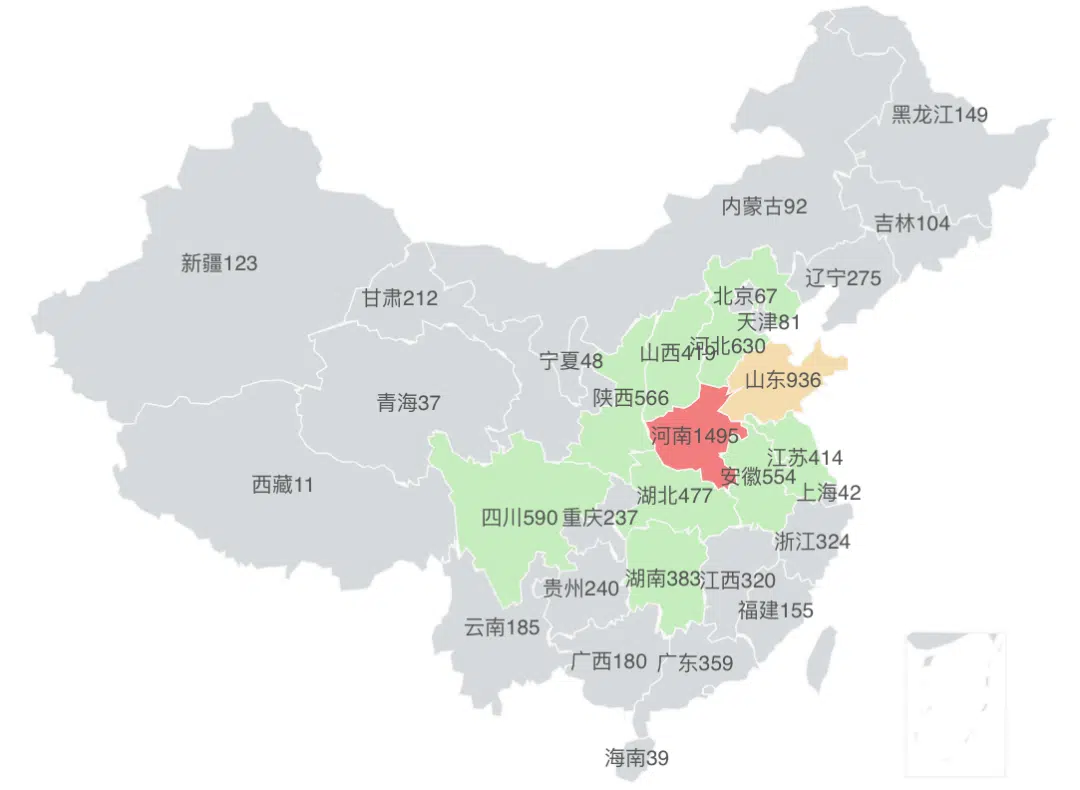 黑龙江149
内蒙古92
吉林104
新疆123
辽宁275
甘肃212
北京67
天津81
山西419
河北630
宁夏48
山东936
陕西566
青海37
河南1495
江苏414
安徽554
西藏11
上海42
湖北477
四川590
重庆237
浙江324
湖南383
江西320
贵州240
福建155
云南185
广西180
广东359
海南39